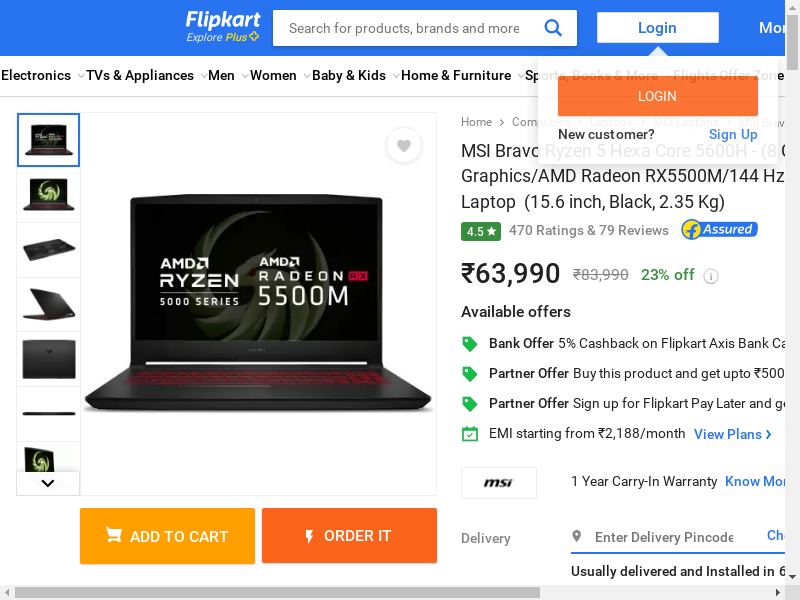 Flipkart
Explore Plus
Search for products, brands and more
Login
Mor
Electronics
TVs & Appliances
Men
Women
Baby & Kids
Home & Furniture
Sports, Books & More
Flights
Offer Zone
LOGIN
New customer?
Sign Up
Home
Computers
Laptops
MSI Laptops
MSI Brav
MSI Bravo Ryzen 5 Hexa Core 5600H - (8 G
Graphics/AMD Radeon RX5500M/144 Hz
Laptop (15.6 inch, Black, 2.35 Kg)
4.5
470 Ratings & 79 Reviews
Assured
AMD
RYZEN
5000 SERIES
AMD
RADEON RX
5500M
₹63,990
₹83,990
23% off
i
Available offers
Bank Offer 5% Cashback on Flipkart Axis Bank Ca
Partner Offer Buy this product and get upto ₹500
Partner Offer Sign up for Flipkart Pay Later and ge
EMI starting from ₹2,188/month
View Plans
msi
1 Year Carry-In Warranty
Know Mor
ADD TO CART
ORDER IT
Delivery
Enter Delivery Pincode
Che
Usually delivered and Installed in 6